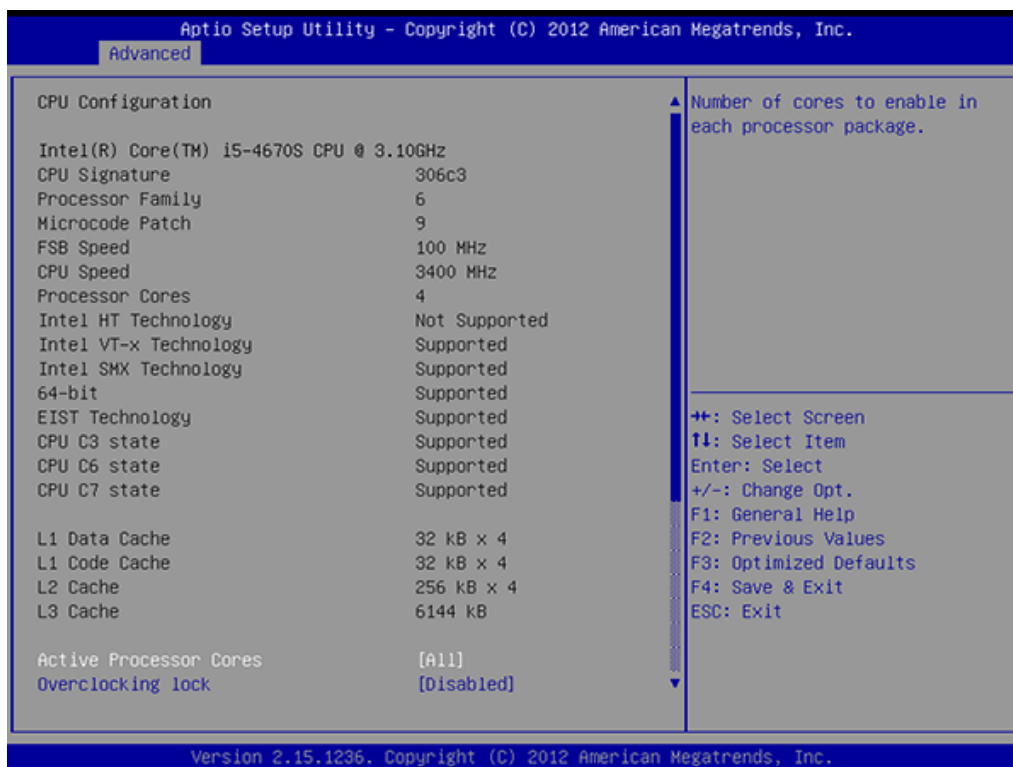 Aptio Setup Utility – Copyright (C) 2012 American Megatrends, Inc.
Advanced
CPU Configuration
Intel(R) Core(TM) i5-4670S CPU @ 3.10GHz
CPU Signature 306c3
Processor Family 6
Microcode Patch 9
FSB Speed 100 MHz
CPU Speed 3400 MHz
Processor Cores 4
Intel HT Technology Not Supported
Intel VT-x Technology Supported
Intel SMX Technology Supported
64-bit Supported
EIST Technology Supported
CPU C3 state Supported
CPU C6 state Supported
CPU C7 state Supported
L1 Data Cache 32 kB x 4
L1 Code Cache 32 kB x 4
L2 Cache 256 kB x 4
L3 Cache 6144 kB
Active Processor Cores [All]
Overclocking lock [Disabled]
Number of cores to enable in
each processor package.
→←: Select Screen
↑↓: Select Item
Enter: Select
+/-: Change Opt.
F1: General Help
F2: Previous Values
F3: Optimized Defaults
F4: Save & Exit
ESC: Exit
Version 2.15.1236. Copyright (C) 2012 American Megatrends, Inc.